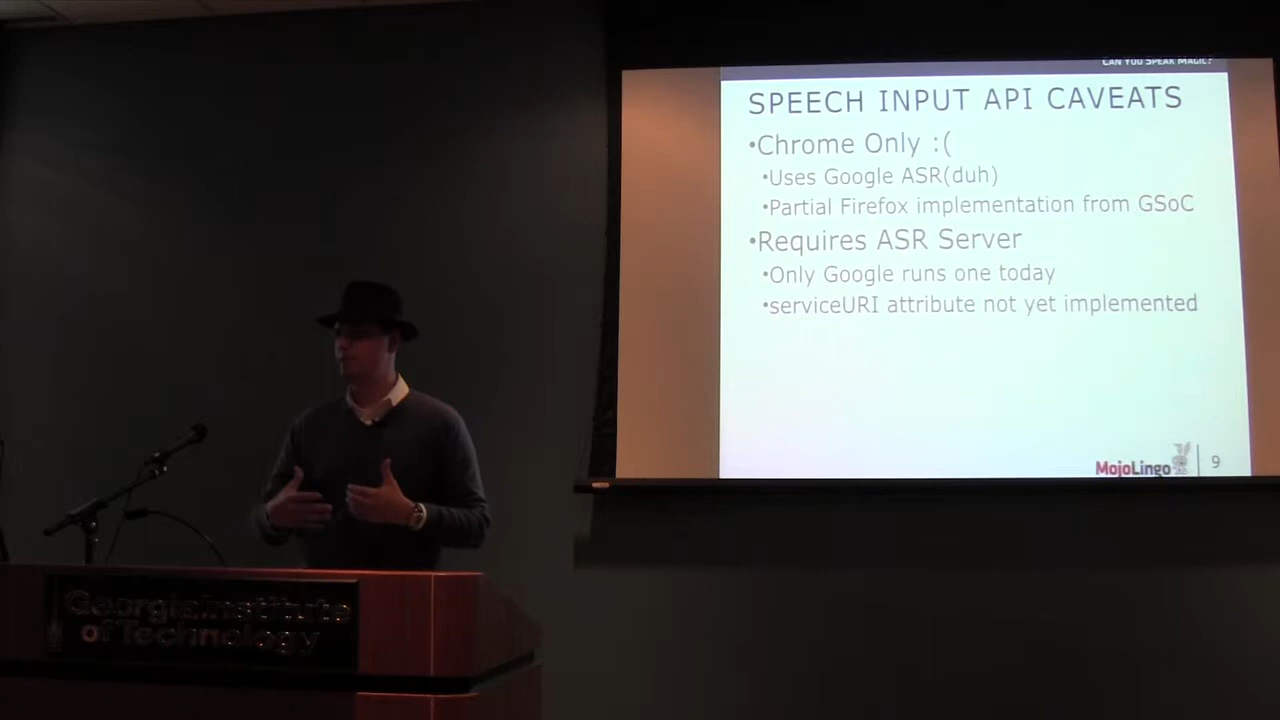 CAN YOU SPEAK MAGIC?
SPEECH INPUT API CAVEATS
•Chrome Only :(
•Uses Google ASR(duh)
•Partial Firefox implementation from GSoC
•Requires ASR Server
•Only Google runs one today
•serviceURI attribute not yet implemented
MojoLingo
9
Georgia Institute
of Technology